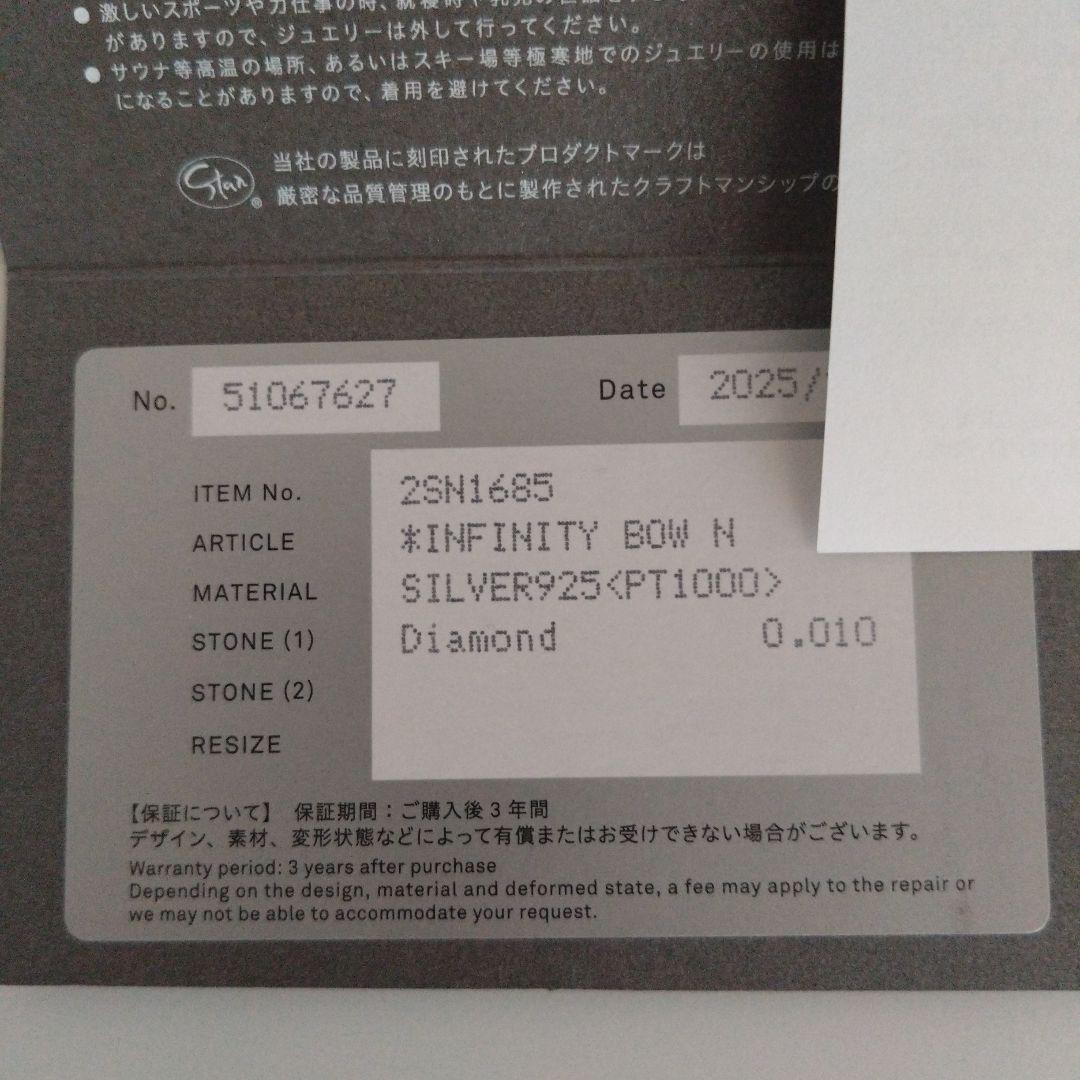 激しいスポーツや力仕事の時、就寝時や
がありますので、ジュエリーは外して行ってください。
サウナ等高温の場所、あるいはスキー場等極寒地でのジュエリーの使用は
になることがありますので、着用を避けてください。
Star®
当社の製品に刻印されたプロダクトマークは
厳密な品質管理のもとに製作されたクラフトマンシップの
No. 51067627 Date 2025/
ITEM No. 2SN1685
ARTICLE *INFINITY BOW N
MATERIAL SILVER925<PT1000>
STONE (1) Diamond 0.010
STONE (2)
RESIZE
【保証について】 保証期間：ご購入後3年間
デザイン、素材、変形状態などによって有償またはお受けできない場合がございます。
Warranty period: 3 years after purchase
Depending on the design, material and deformed state, a fee may apply to the repair or
we may not be able to accommodate your request.